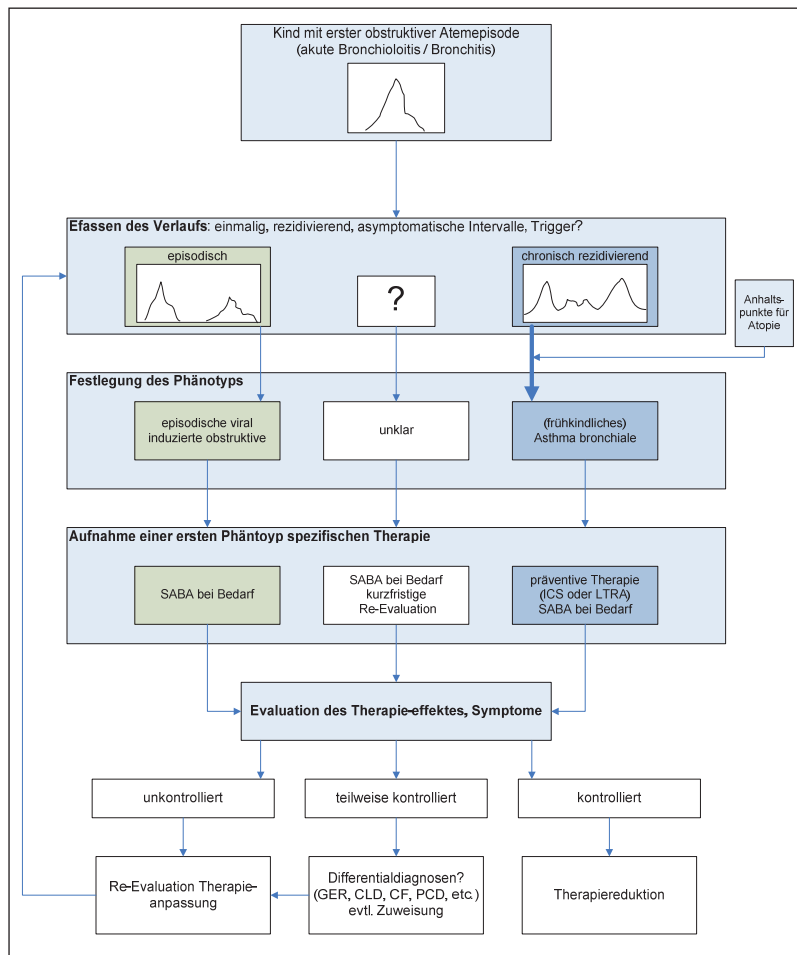 Kind mit erster obstruktiver Atemepisode
(akute Bronchioloitis / Bronchitis)
Efassen des Verlaufs: einmalig, rezidivierend, asymptomatische Intervalle, Trigger?
episodisch
?
chronisch rezidivierend
Anhalts-
punkte für
Atopie
Festlegung des Phänotyps
episodische viral
induzierte obstruktive
unklar
(frühkindliches)
Asthma bronchiale
Aufnahme einer ersten Phäntoyp spezifischen Therapie
SABA bei Bedarf
SABA bei Bedarf
kurzfristige
Re-Evaluation
präventive Therapie
(ICS oder LTRA)
SABA bei Bedarf
Evaluation des Therapie-effektes, Symptome
unkontrolliert
teilweise kontrolliert
kontrolliert
Re-Evaluation Therapie-
anpassung
Differentialdiagnosen?
(GER, CLD, CF, PCD, etc.)
evtl. Zuweisung
Therapiereduktion